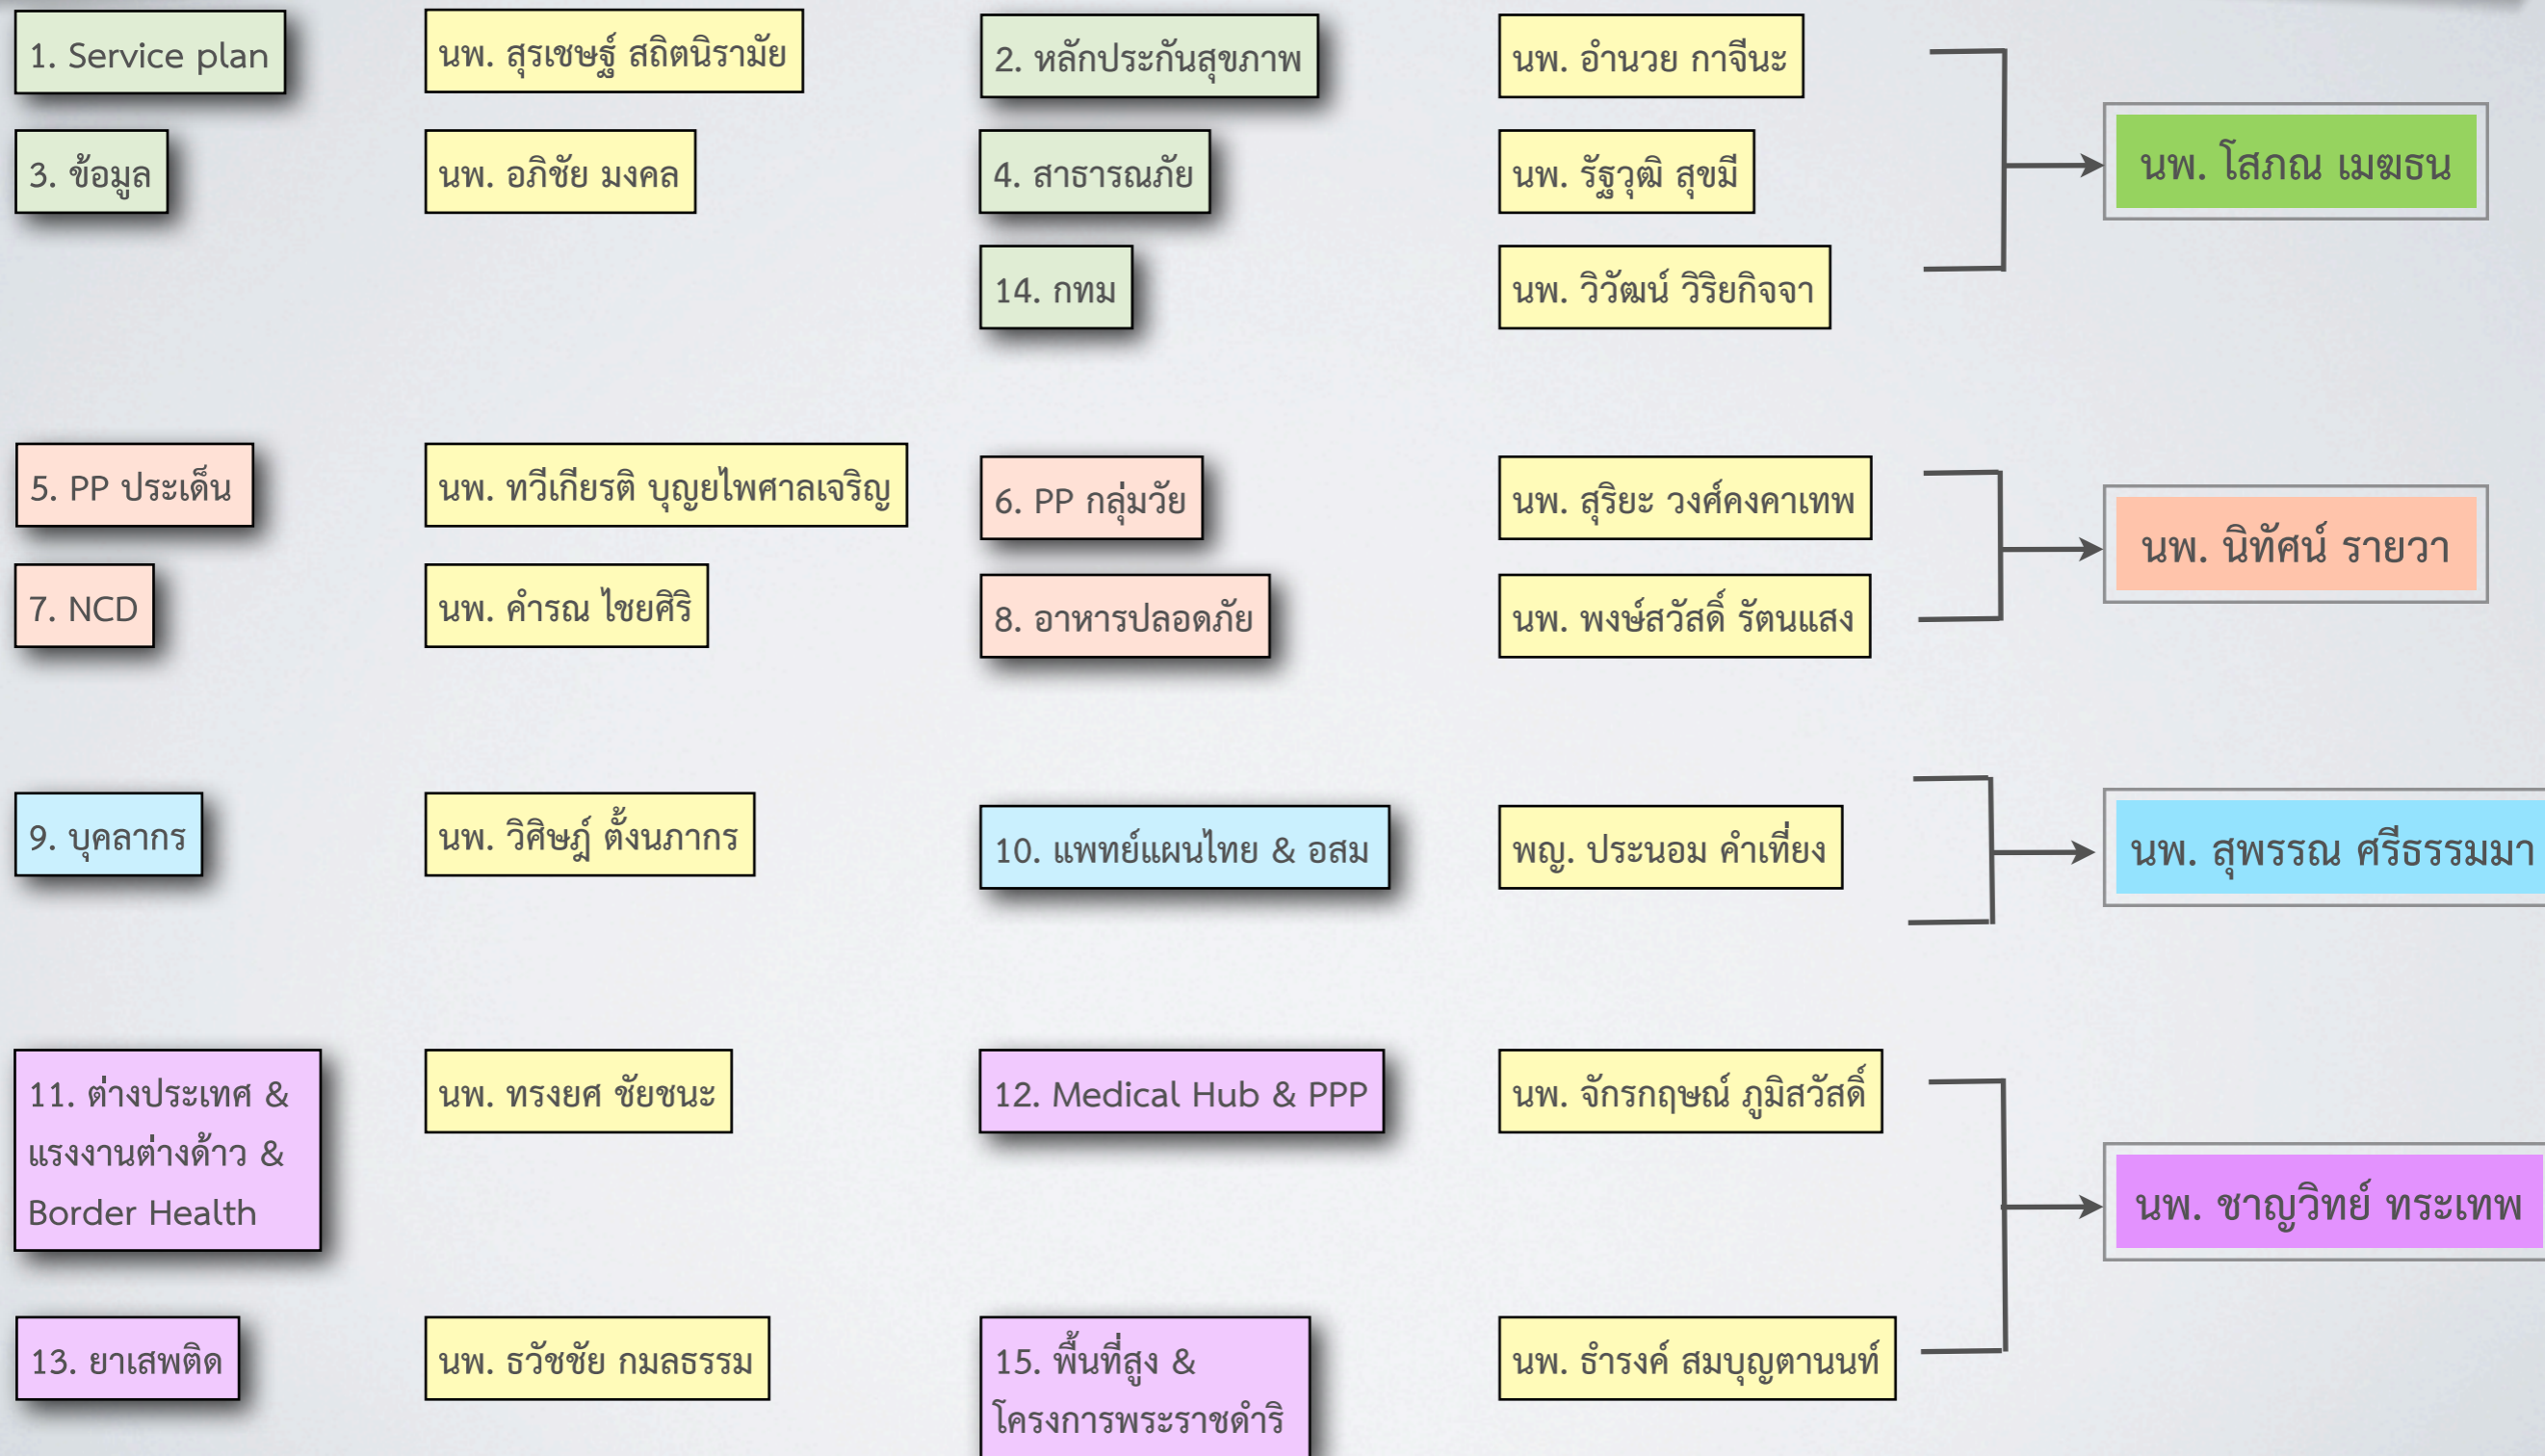 1. Service plan
นพ. สุรเชษฐ์ สถิตนิรามัย
2. หลักประกันสุขภาพ
นพ. อำนวย กาจีนะ
3. ข้อมูล
นพ. อภิชัย มงคล
4. สาธารณภัย
นพ. รัฐวุฒิ สุขมี
14. กทม
นพ. วิวัฒน์ วิริยกิจจา
นพ. โสภณ เมฆธน
5. PP ประเด็น
นพ. ทวีเกียรติ บุญยไพศาลเจริญ
6. PP กลุ่มวัย
นพ. สุริยะ วงศ์คงคาเทพ
7. NCD
นพ. คำรณ ไชยศิริ
8. อาหารปลอดภัย
นพ. พงษ์สวัสดิ์ รัตนแสง
นพ. นิทัศน์ รายวา
9. บุคลากร
นพ. วิศิษฎ์ ตั้งนภากร
10. แพทย์แผนไทย & อสม
พญ. ประนอม คำเที่ยง
นพ. สุพรรณ ศรีธรรมมา
11. ต่างประเทศ &
แรงงานต่างด้าว &
Border Health
นพ. ทรงยศ ชัยชนะ
12. Medical Hub & PPP
นพ. จักรกฤษณ์ ภูมิสวัสดิ์
นพ. ชาญวิทย์ ทระเทพ
13. ยาเสพติด
นพ. ธวัชชัย กมลธรรม
15. พื้นที่สูง &
โครงการพระราชดำริ
นพ. ธำรงค์ สมบุญตานนท์